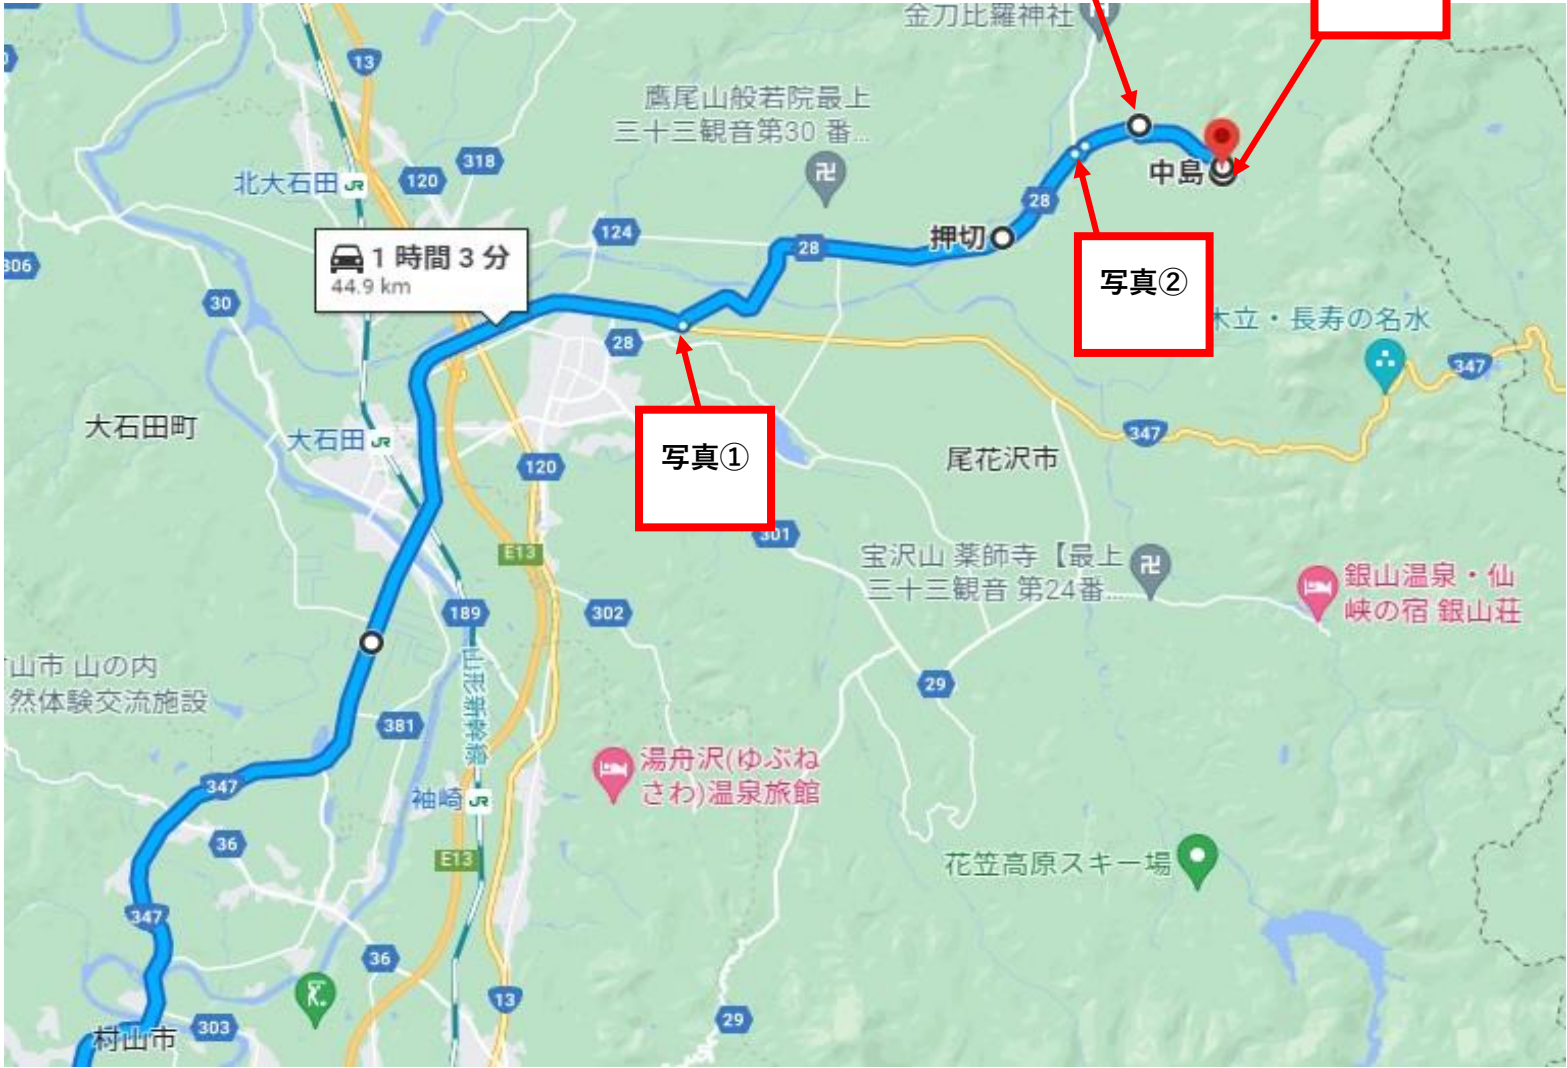 金刀比羅神社
13
鷹尾山般若院最上
三十三観音第30 番...
318
120
北大石田
JR
中島
28
124
28
押切
1 時間 3 分
44.9 km
306
30
写真②
木立・長寿の名水
28
347
大石田町
大石田
JR
347
写真①
尾花沢市
120
301
E13
宝沢山 薬師寺【最上
三十三観音 第24番...
銀山温泉・仙
峡の宿 銀山荘
189
302
山形新幹線
山市 山の内
然体験交流施設
29
381
湯舟沢(ゆぶね
さわ)温泉旅館
347
袖崎
JR
36
E13
花笠高原スキー場
347
36
13
29
303
村山市